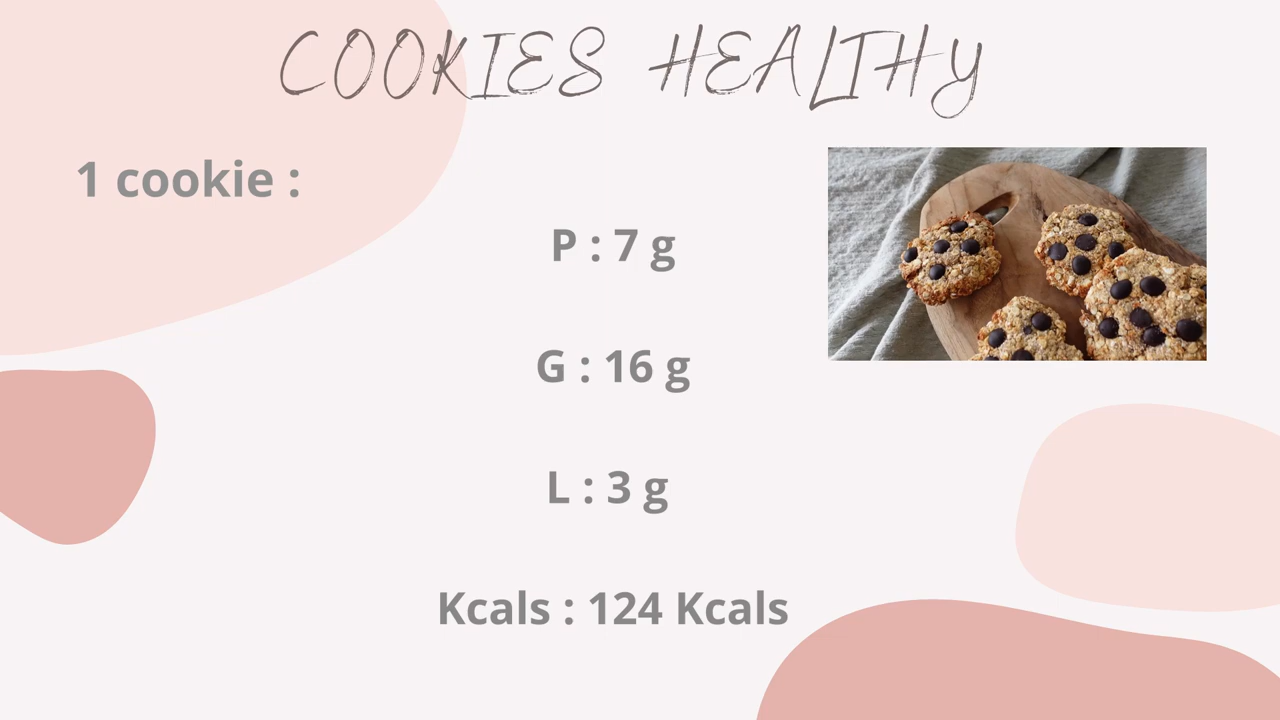 COOKIES HEALTHY
1 cookie :
P : 7 g
G : 16 g
L : 3 g
Kcals : 124 Kcals